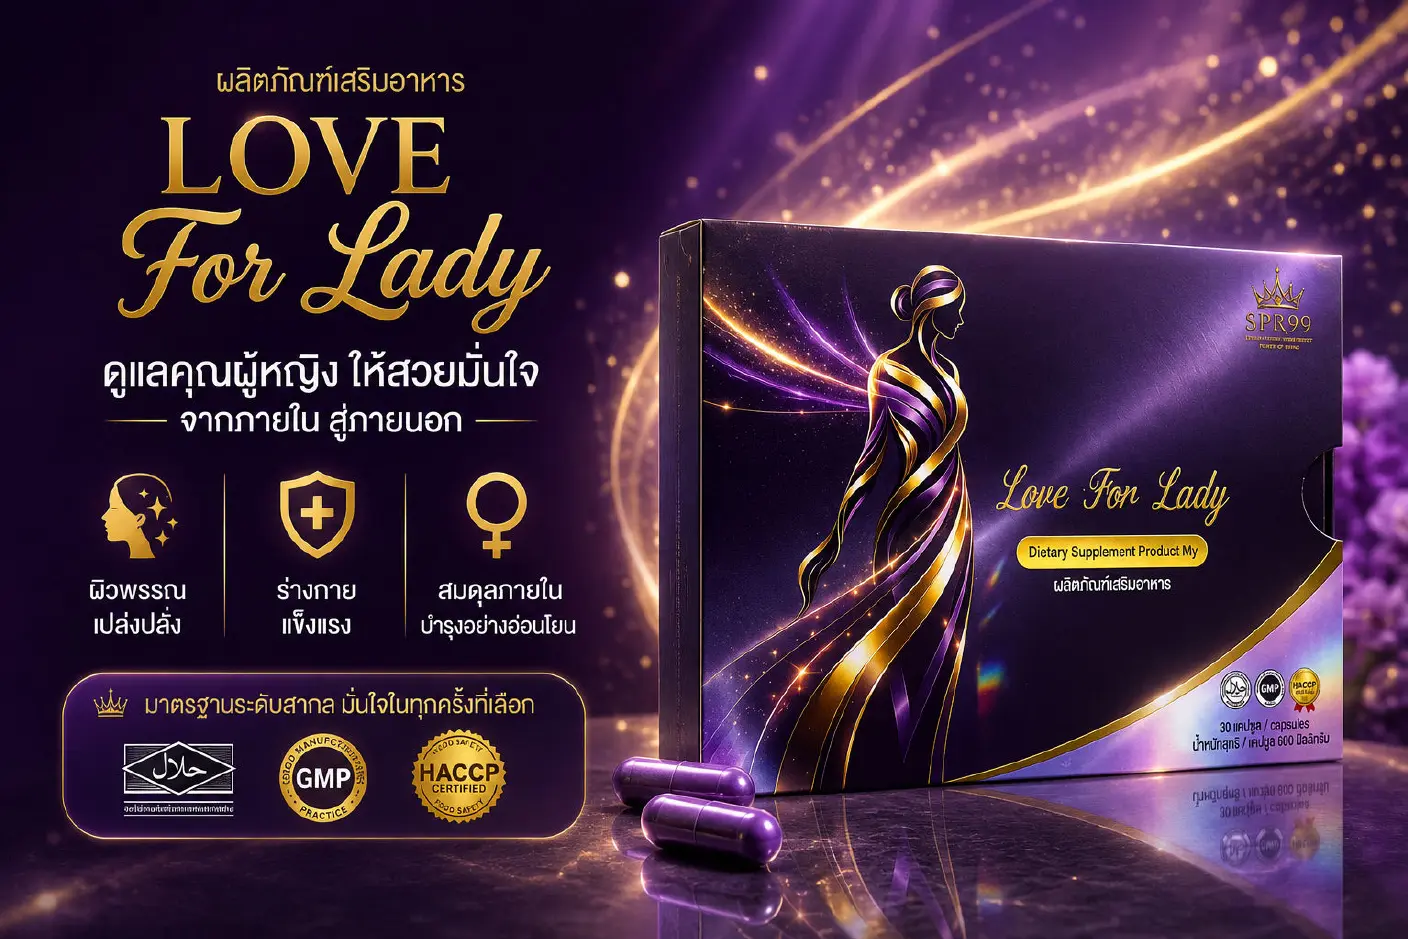 ผลิตภัณฑ์เสริมอาหาร
LOVE
For Lady
ดูแลคุณผู้หญิง ให้สวยมั่นใจ
จากภายใน สู่ภายนอก
ผิวพรรณ
เปล่งปลั่ง
ร่างกาย
แข็งแรง
สมดุลภายใน
บำรุงอย่างอ่อนโยน
มาตรฐานระดับสากล มั่นใจในทุกครั้งที่เลือก
حلال
GOOD MANUFACTURING
GMP
PRACTICE
FOOD SAFETY
HACCP
CERTIFIED
FOOD SAFETY
SPR99
Love For Lady
Dietary Supplement Product My
ผลิตภัณฑ์เสริมอาหาร
حلال
GMP
HACCP
30 แคปซูล / capsules
น้ำหนักสุทธิ / แคปซูล 600 มิลลิกรัม